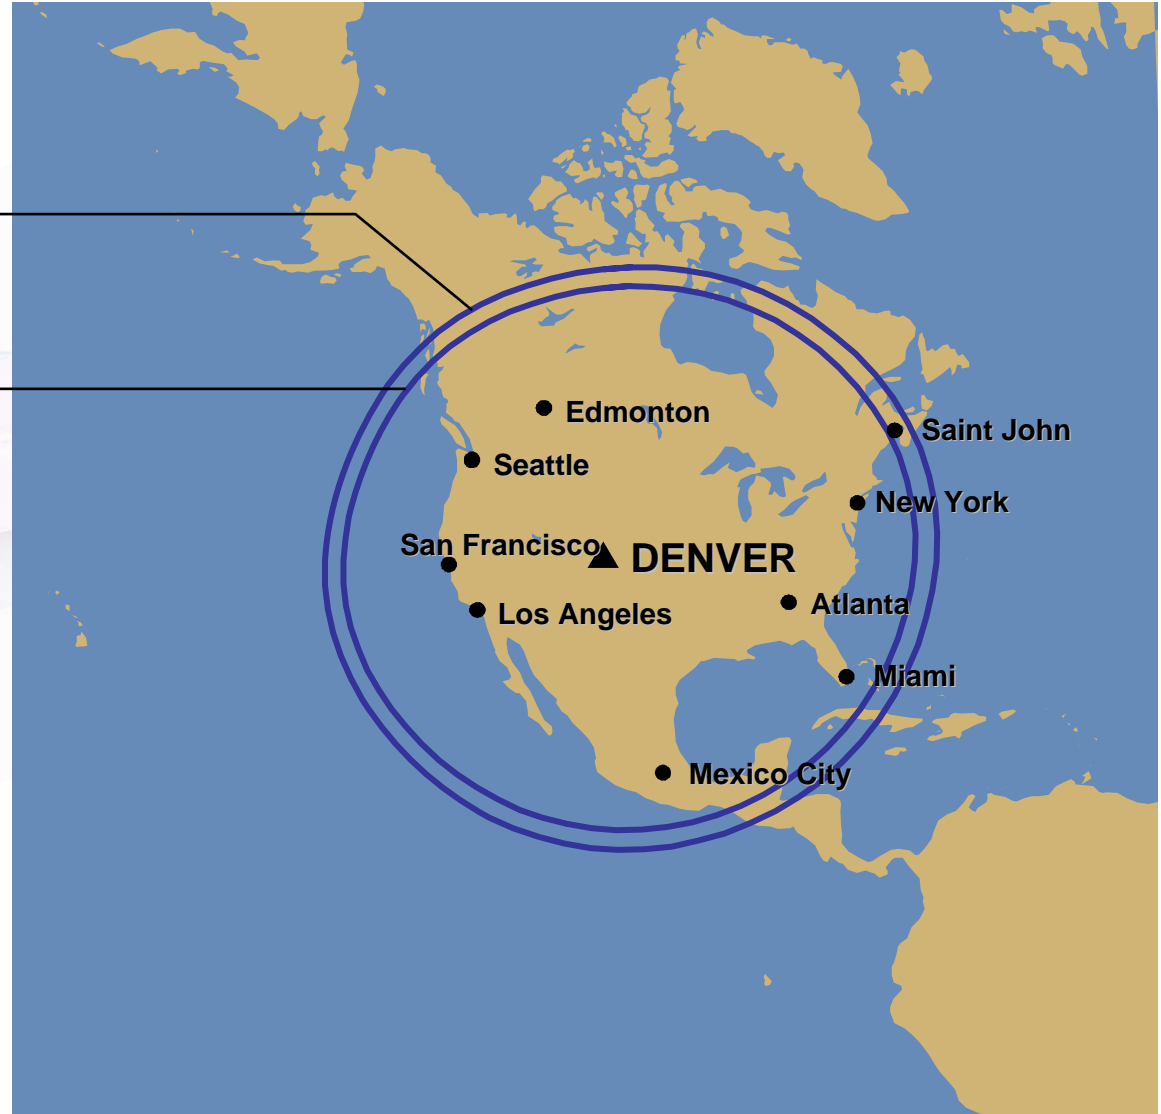 Edmonton
Saint John
Seattle
New York
San Francisco
DENVER
Atlanta
Los Angeles
Miami
Mexico City